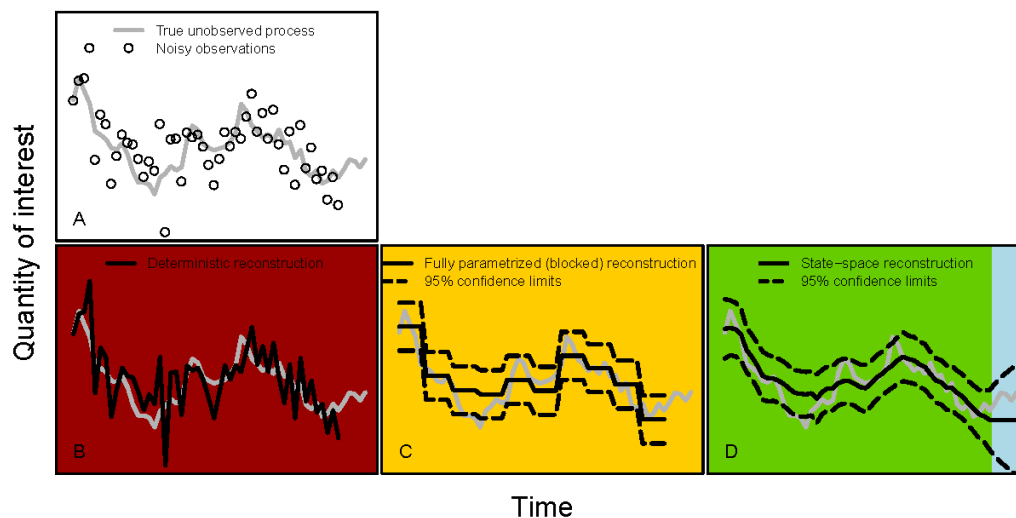 True unobserved process
Noisy observations
A
Quantity of interest
Deterministic reconstruction
B
Fully parametrized (blocked) reconstruction
95% confidence limits
C
State−space reconstruction
95% confidence limits
D
Time